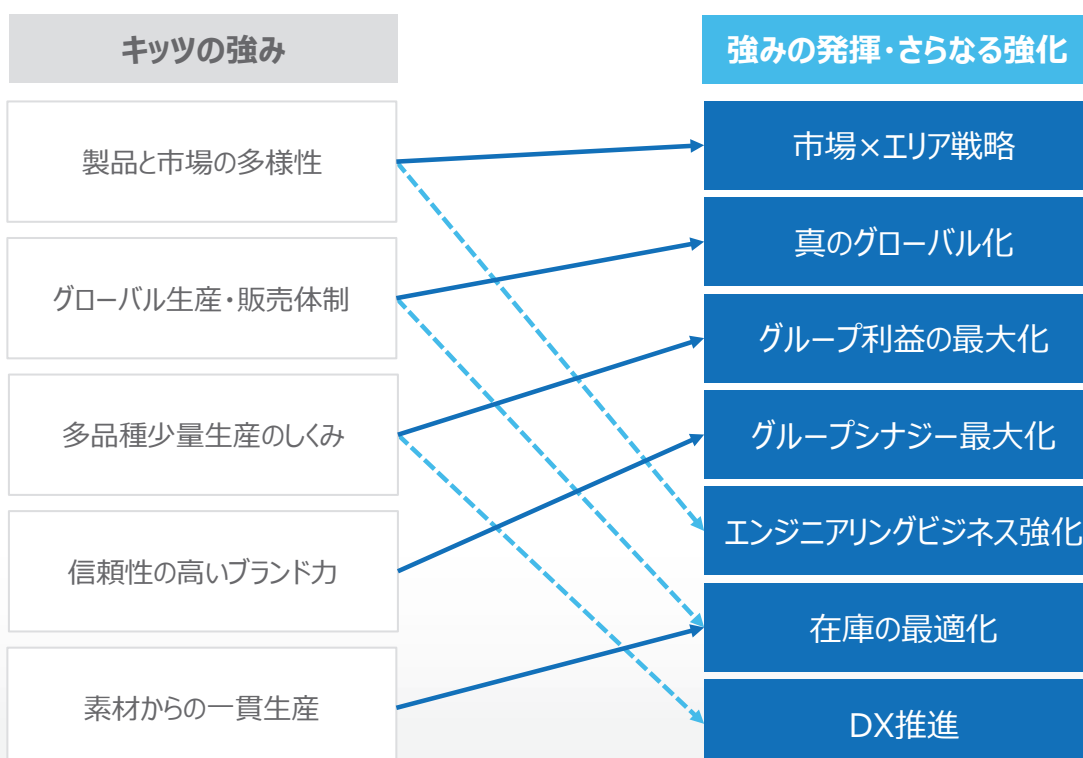 キッツの強み
製品と市場の多様性
グローバル生産・販売体制
多品種少量生産のしくみ
信頼性の高いブランド力
素材からの一貫生産
強みの発揮・さらなる強化
市場×エリア戦略
真のグローバル化
グループ利益の最大化
グループシナジー最大化
エンジニアリングビジネス強化
在庫の最適化
DX推進